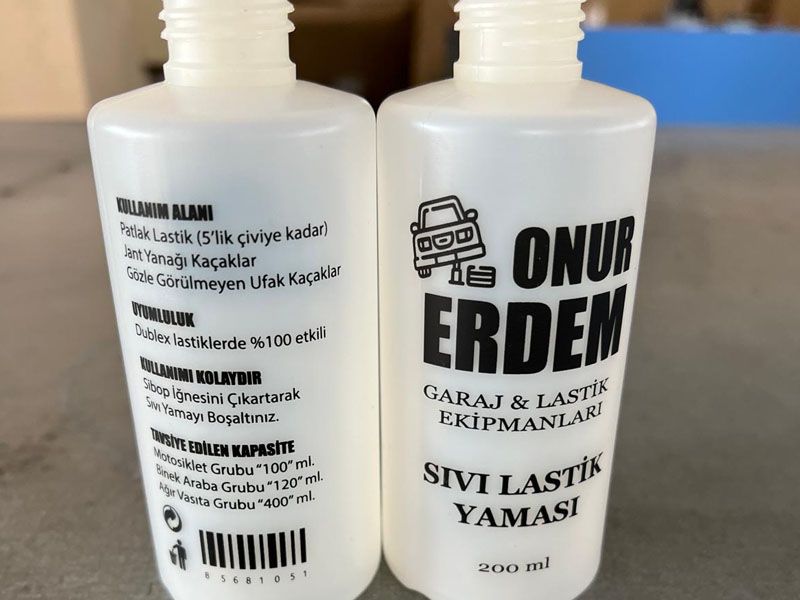 KULLANIM ALANI
Patlak Lastik (5'lik çiviye kadar)
Jant Yanağı Kaçaklar
Gözle Görülmeyen Ufak Kaçaklar
UYUMLULUK
Dublex lastiklerde %100 etkili
KULLANIMI KOLAYDIR
Sibop İğnesini Çıkartarak
Sıvı Yamayı Boşaltınız.
TAVSİYE EDİLEN KAPASİTE
Motosiklet Grubu "100" ml.
Binek Araba Grubu "120" ml.
Ağır Vasıta Grubu "400" ml.
85681051
ONUR
ERDEM
GARAJ & LASTİK
EKİPMANLARI
SIVI LASTİK
YAMASI
200 ml